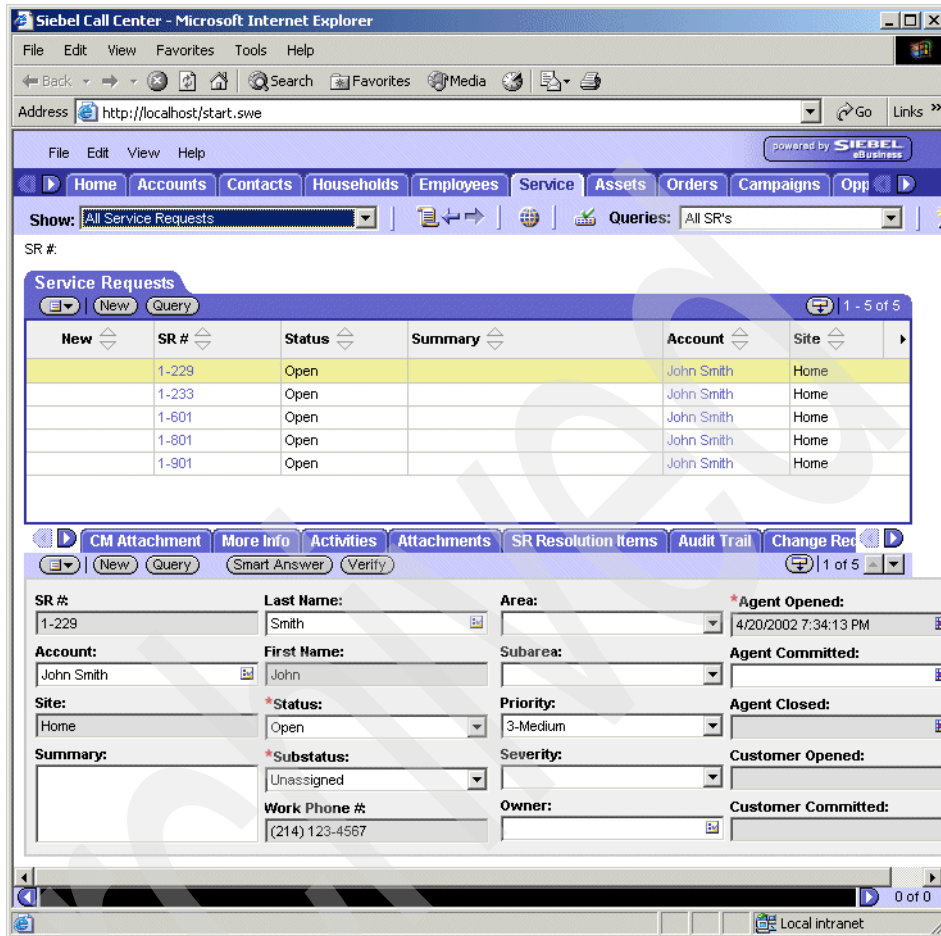 Siebel Call Center - Microsoft Internet Explorer
File Edit View Favorites Tools Help
Back Search Favorites Media
Address http://localhost/start.swe Go Links »
File Edit View Help powered by SIEBEL eBusiness
Home Accounts Contacts Households Employees Service Assets Orders Campaigns Opp
Show: All Service Requests Queries: All SR's
SR #:
Service Requests
New Query 1 - 5 of 5
New SR # Status Summary Account Site
1-229 Open John Smith Home
1-233 Open John Smith Home
1-601 Open John Smith Home
1-801 Open John Smith Home
1-901 Open John Smith Home
CM Attachment More Info Activities Attachments SR Resolution Items Audit Trail Change Req
New Query Smart Answer Verify 1 of 5
SR #: Last Name: Area: *Agent Opened:
1-229 Smith 4/20/2002 7:34:13 PM
Account: First Name: Subarea: Agent Committed:
John Smith John
Site: *Status: Priority: Agent Closed:
Home Open 3-Medium
Summary: *Substatus: Severity: Customer Opened:
Unassigned
Work Phone #: Owner: Customer Committed:
(214) 123-4567
0 of 0
Local intranet